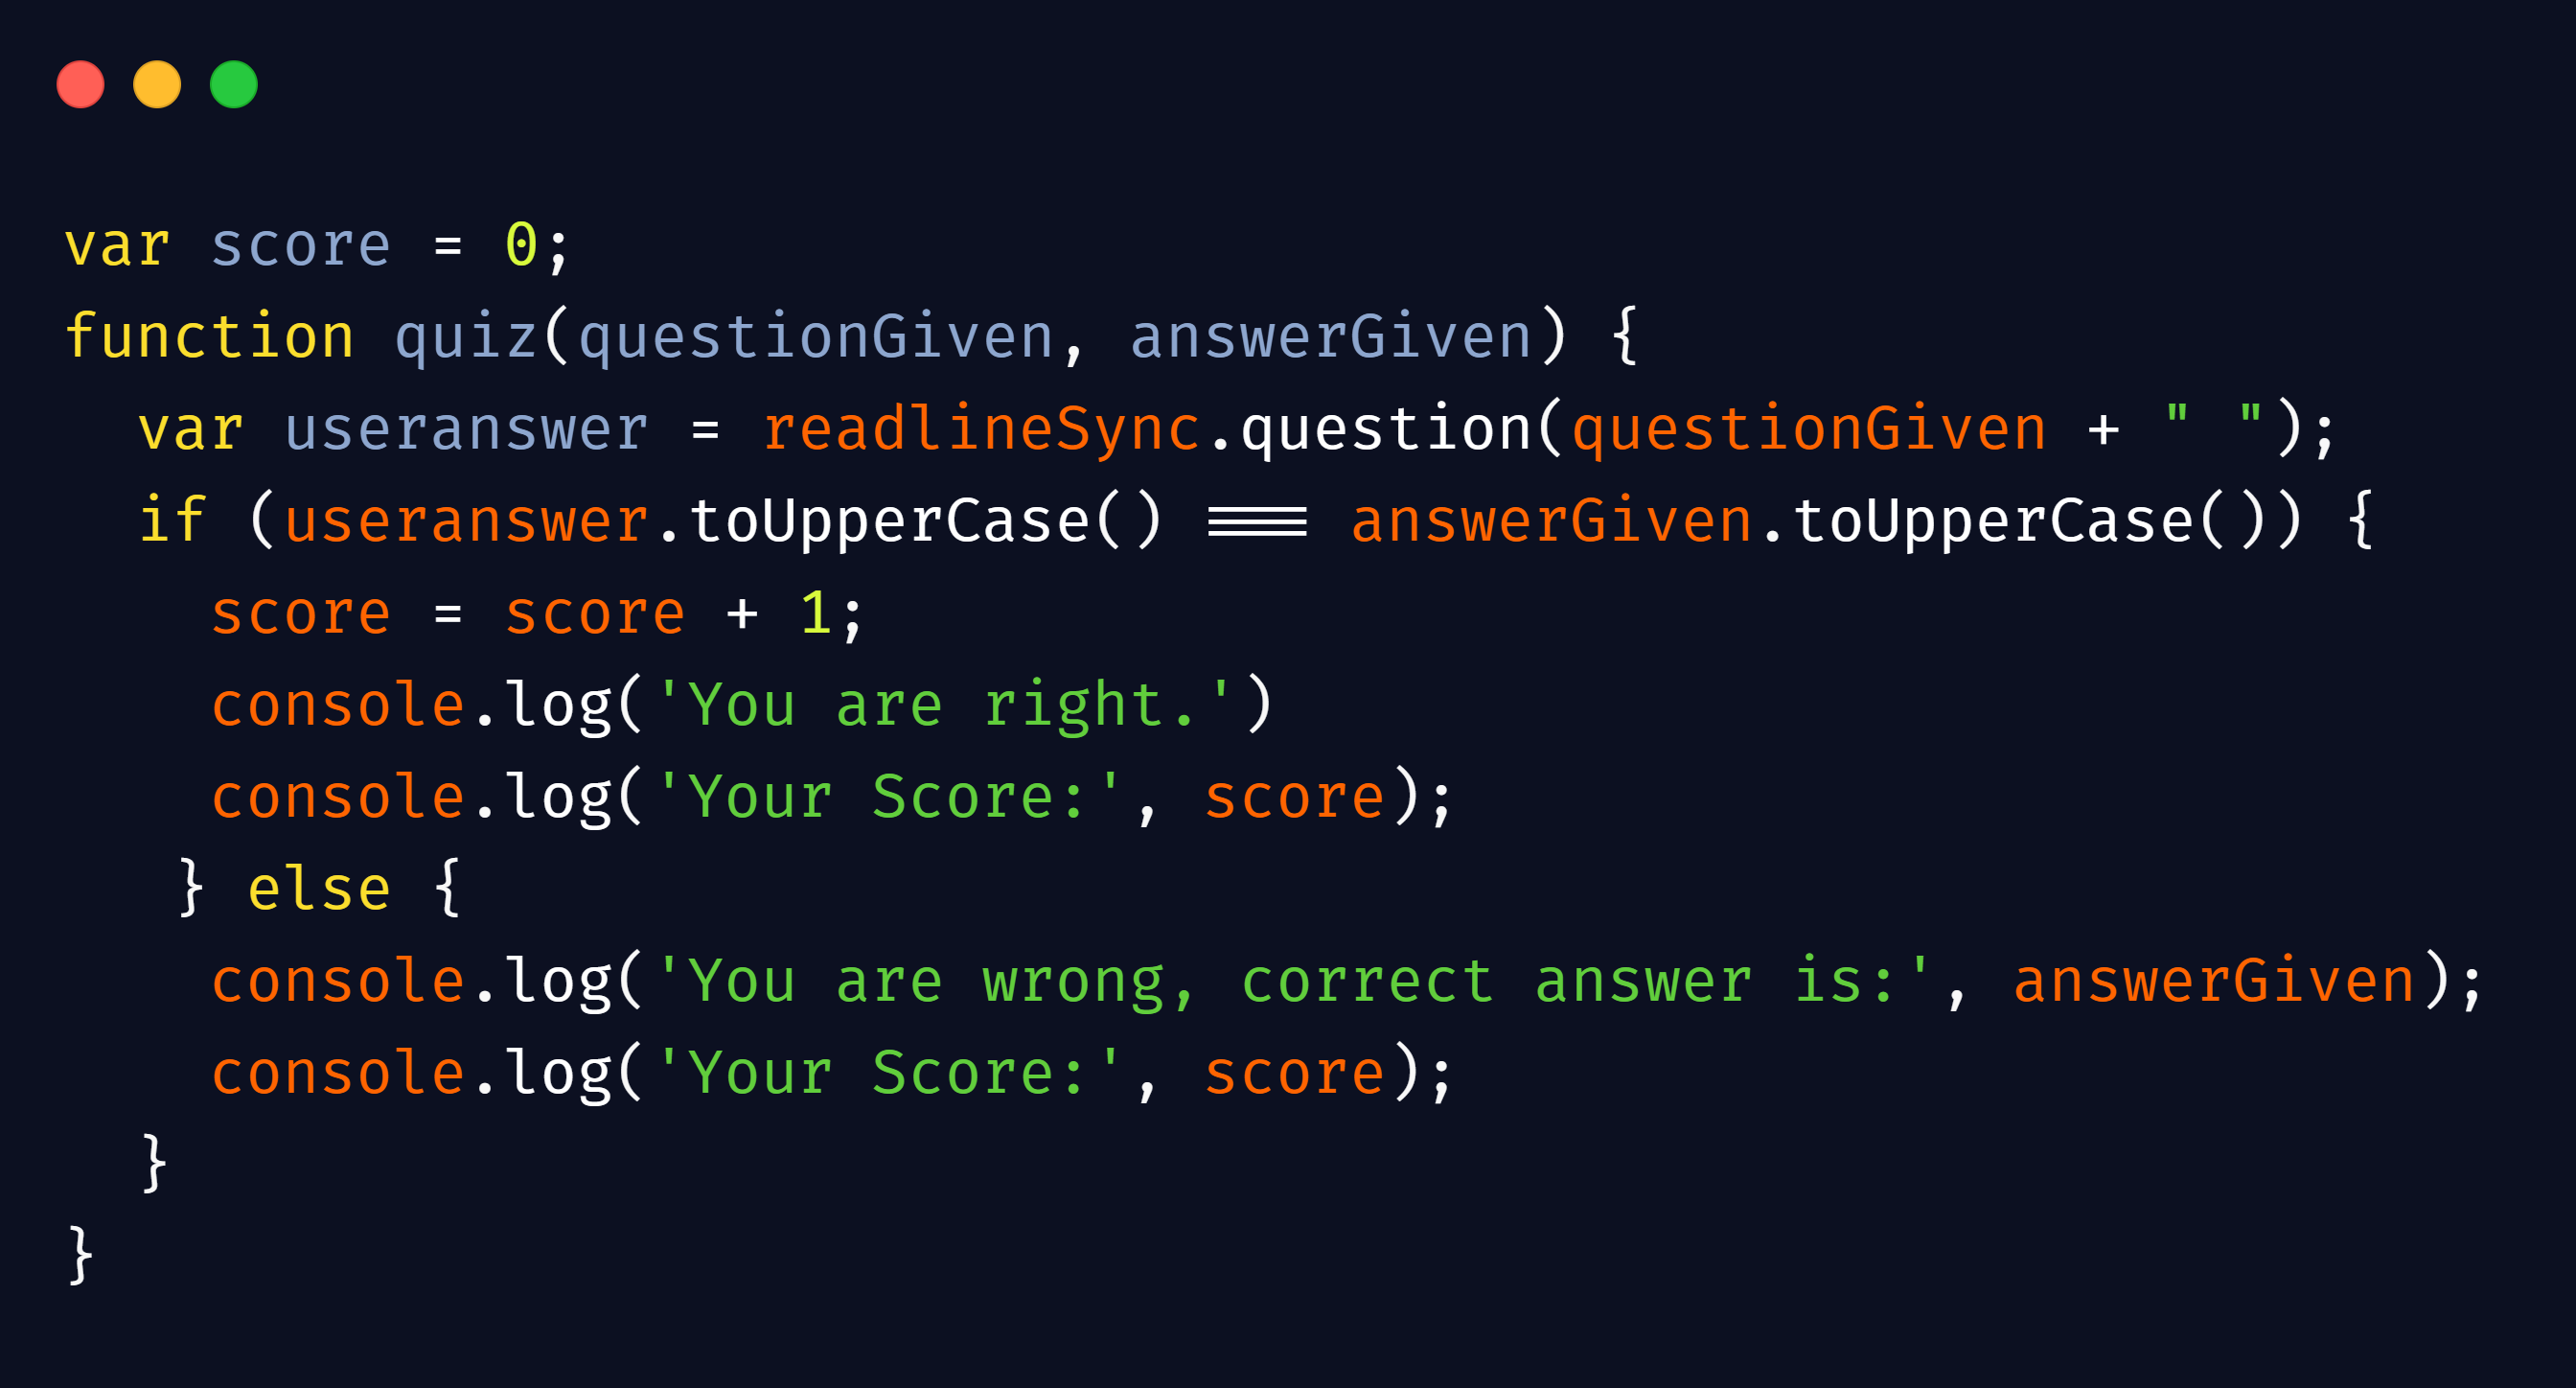 var score = 0;
function quiz(questionGiven, answerGiven) {
  var useranswer = readlineSync.question(questionGiven + " ");
  if (useranswer.toUpperCase() === answerGiven.toUpperCase()) {
    score = score + 1;
    console.log('You are right.')
    console.log('Your Score:', score);
   } else {
    console.log('You are wrong, correct answer is:', answerGiven);
    console.log('Your Score:', score);
  }
}